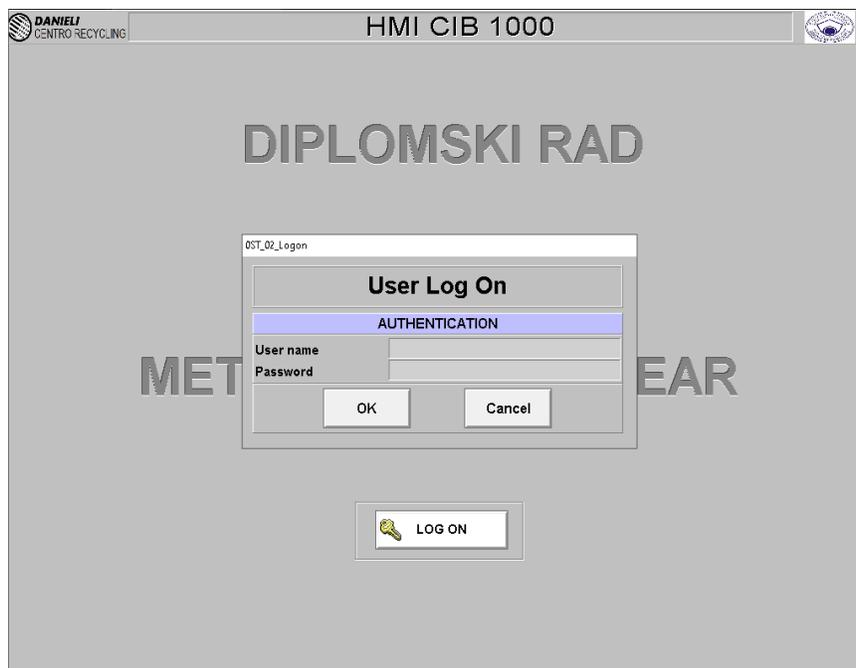 DANIELI
CENTRO RECYCLING
HMI CIB 1000
DIPLOMSKI RAD
0ST_02_Logon
User Log On
AUTHENTICATION
User name
Password
MET EAR
OK Cancel
LOG ON